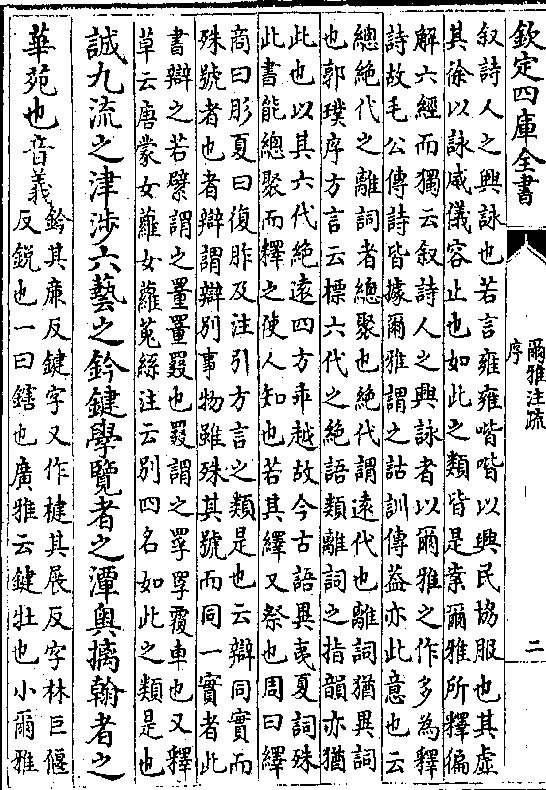 欽定四庫全書
爾雅注疏
序
二
叙詩人之興詠也若言雍雍喈喈以興民協服也其虛
其徐以詠威儀容止也如此之類皆是案爾雅所釋徧
解六經而獨云叙詩人之興詠者以爾雅之作多為釋
詩故毛公傳詩皆據爾雅謂之詁訓傳蓋亦此意也云
總絶代之離詞者總聚也絶代謂遠代也離詞猶異詞
也郭璞序方言云標六代之絶語類離詞之指韻亦猶
此也以其六代絶遠四方乖越故今古語異夷夏詞殊
此書能總聚而釋之使人知也若其繹又祭也周曰繹
商曰肜夏曰復胙及注引方言之類是也云辯同實而
殊號者也者辯謂辯別事物雖殊其號而同一實者此
書辯之若繴謂之罿罿罬也罬謂之罦罦覆車也又釋
草云唐蒙女蘿女蘿菟絲注云別四名如此之類是也
誠九流之津涉六藝之鈐鍵學覽者之潭奥摛翰者之
華苑也音義
鈐其廉反鍵字又作楗其展反字林巨偃
反鋭也一曰鎋也廣雅云鍵牡也小爾雅